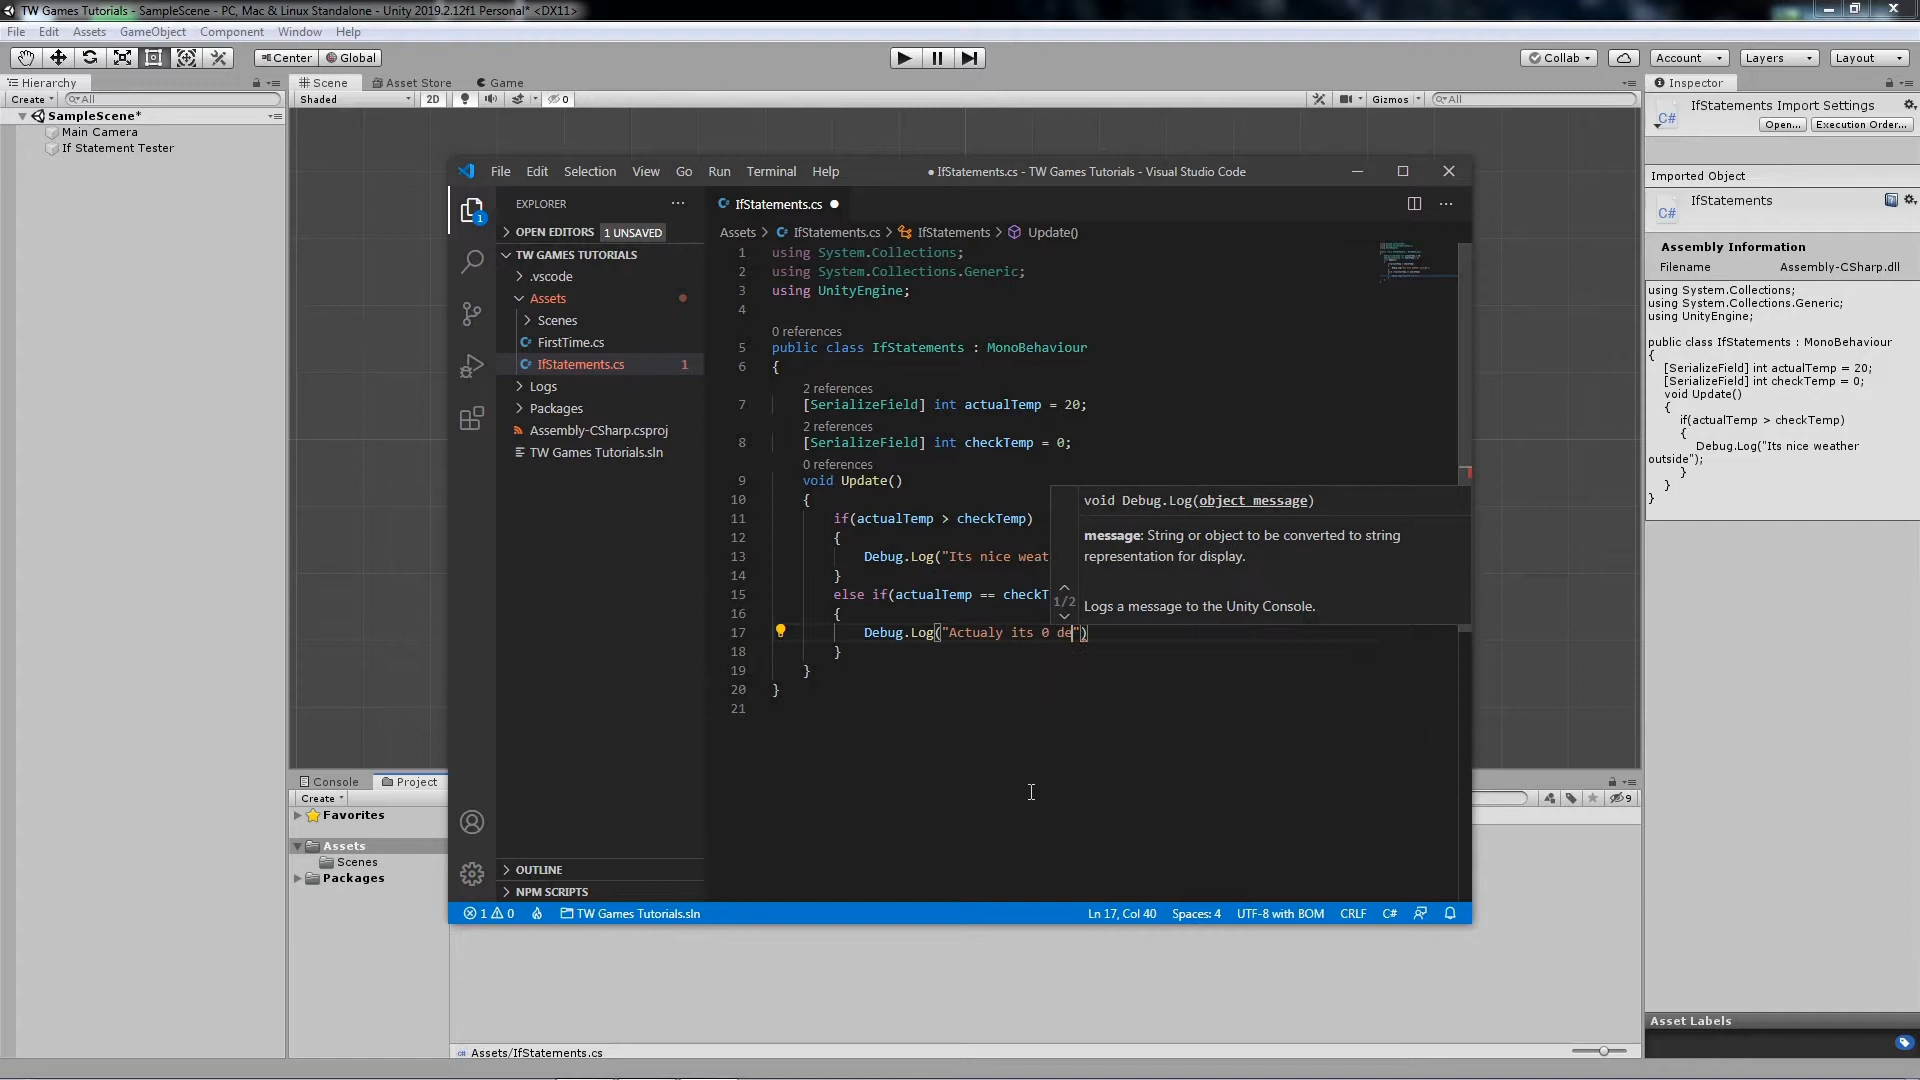 TW Games Tutorials - SampleScene - PC, Mac & Linux Standalone - Unity 2019.2.12f1 Personal* <DX11>
File Edit Assets GameObject Component Window Help
Center Global Collab Account Layers Layout
Hierarchy
Create All
SampleScene*
Main Camera
If Statement Tester
Scene Asset Store Game
Shaded 2D 0 Gizmos All
File Edit Selection View Go Run Terminal Help ● IfStatements.cs - TW Games Tutorials - Visual Studio Code
1
EXPLORER
OPEN EDITORS 1 UNSAVED
TW GAMES TUTORIALS
.vscode
Assets
Scenes
FirstTime.cs
IfStatements.cs 1
Logs
Packages
Assembly-CSharp.csproj
TW Games Tutorials.sln
OUTLINE
NPM SCRIPTS
IfStatements.cs
Assets > IfStatements.cs > IfStatements > Update()
1 using System.Collections;
2 using System.Collections.Generic;
3 using UnityEngine;
4
0 references
5 public class IfStatements : MonoBehaviour
6 {
2 references
7 [SerializeField] int actualTemp = 20;
2 references
8 [SerializeField] int checkTemp = 0;
0 references
9 void Update()
10 {
11 if(actualTemp > checkTemp)
12 {
13 Debug.Log("Its nice weat
14 }
15 else if(actualTemp == checkT
16 {
17 Debug.Log("Actualy its 0 de")
18 }
19 }
20 }
21
void Debug.Log(object message)
message: String or object to be converted to string
representation for display.
1/2
Logs a message to the Unity Console.
1 0 TW Games Tutorials.sln Ln 17, Col 40 Spaces: 4 UTF-8 with BOM CRLF C#
Console Project
Create 9
Favorites
Assets
Scenes
Packages
Assets/IfStatements.cs
Inspector
C# IfStatements Import Settings
Open... Execution Order...
Imported Object
C# IfStatements
Assembly Information
Filename Assembly-CSharp.dll
using System.Collections;
using System.Collections.Generic;
using UnityEngine;
public class IfStatements : MonoBehaviour
{
[SerializeField] int actualTemp = 20;
[SerializeField] int checkTemp = 0;
void Update()
{
if(actualTemp > checkTemp)
{
Debug.Log("Its nice weather
outside");
}
}
}
Asset Labels